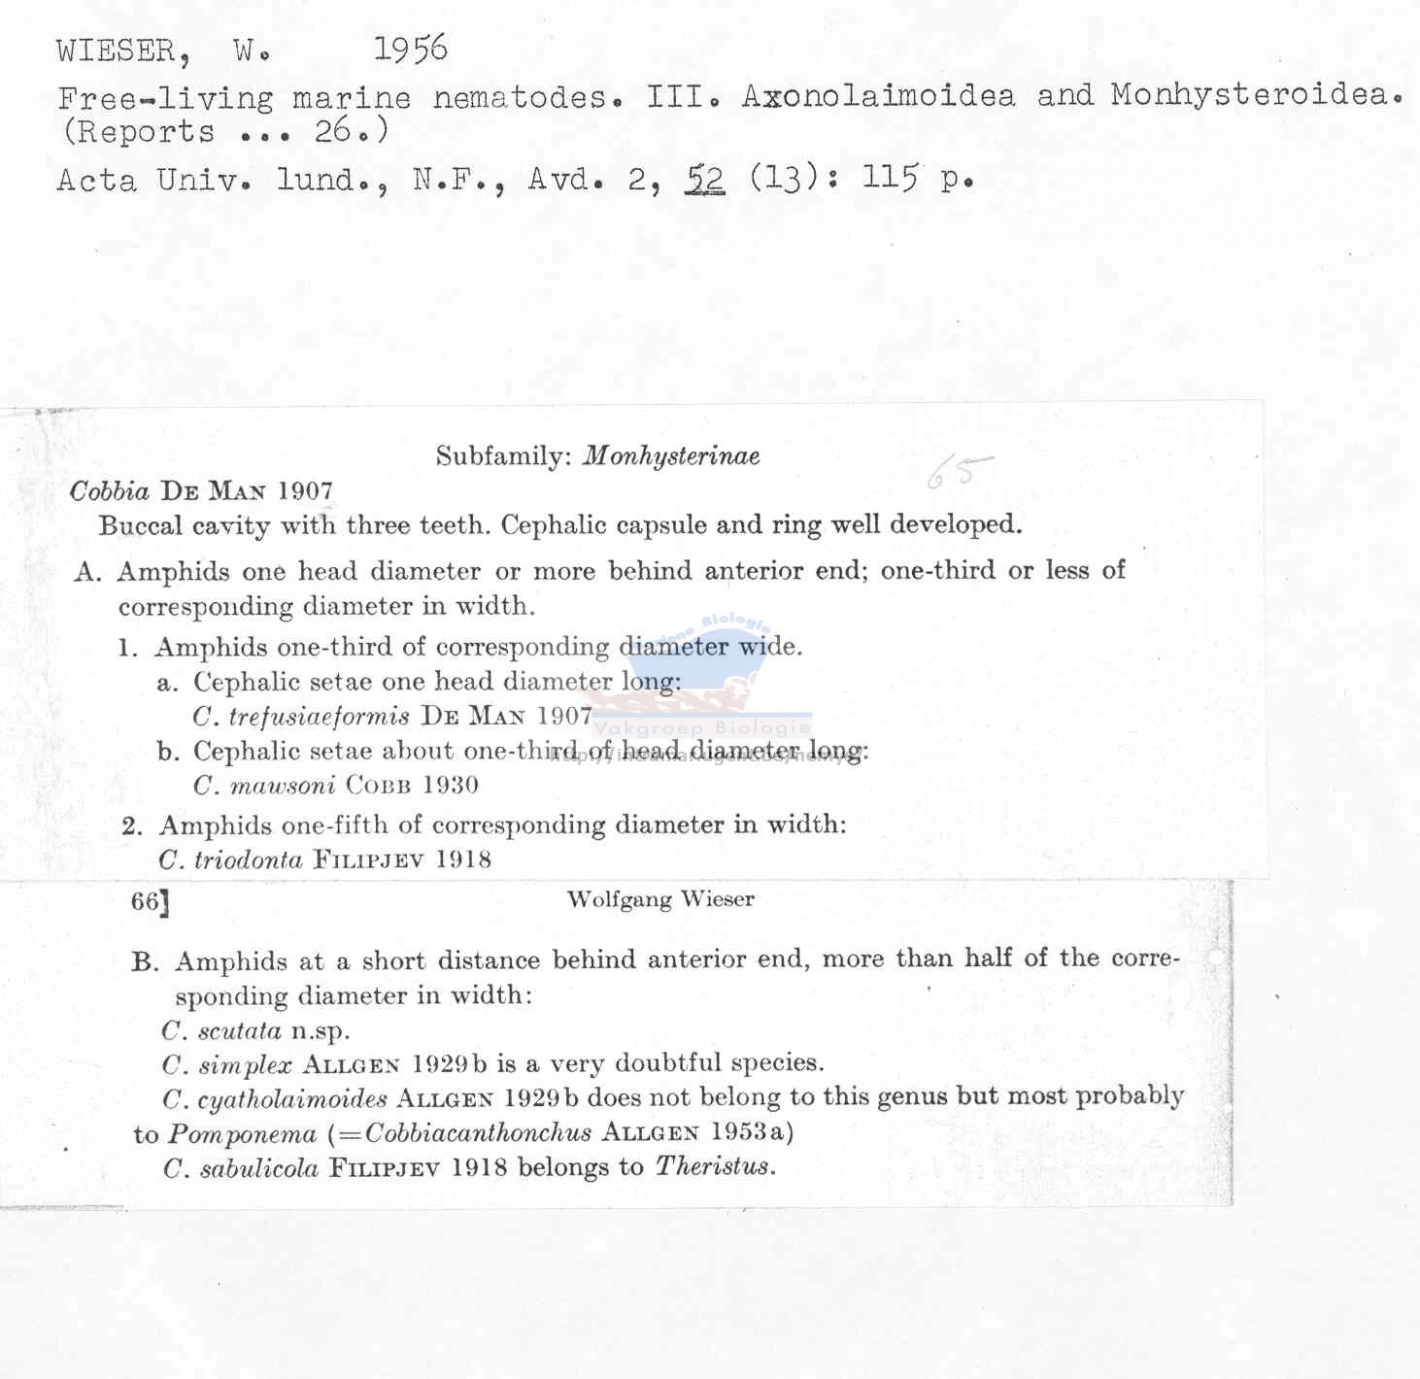 WIESER, W. 1956
Free-living marine nematodes. III. Axonolaimoidea and Monhysteroidea.
(Reports ... 26.)
Acta Univ. lund., N.F., Avd. 2, 52 (13): 115 p.
Subfamily: Monhysterinae
65
Cobbia DE MAN 1907
Buccal cavity with three teeth. Cephalic capsule and ring well developed.
A. Amphids one head diameter or more behind anterior end; one-third or less of
corresponding diameter in width.
1. Amphids one-third of corresponding diameter wide.
a. Cephalic setae one head diameter long:
C. trefusiaeformis DE MAN 1907
Biologie
Vakgroep Biologie
b. Cephalic setae about one-third of head diameter long:
C. mawsoni COBB 1930
2. Amphids one-fifth of corresponding diameter in width:
C. triodonta FILIPJEV 1918
66]
Wolfgang Wieser
B. Amphids at a short distance behind anterior end, more than half of the corre-
sponding diameter in width:
C. scutata n.sp.
C. simplex ALLGEN 1929b is a very doubtful species.
C. cyatholaimoides ALLGEN 1929b does not belong to this genus but most probably
to Pomponema (=Cobbiacanthonchus ALLGEN 1953a)
C. sabulicola FILIPJEV 1918 belongs to Theristus.